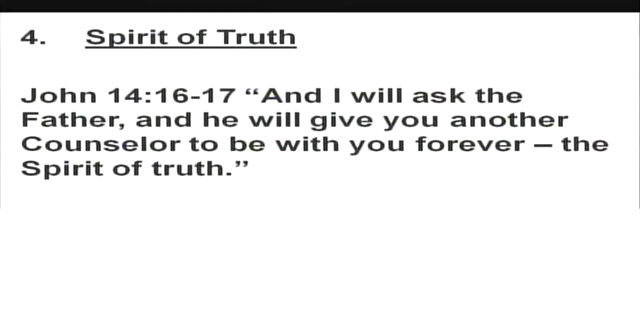 4. Spirit of Truth
John 14:16-17 “And I will ask the
Father, and he will give you another
Counselor to be with you forever – the
Spirit of truth.”